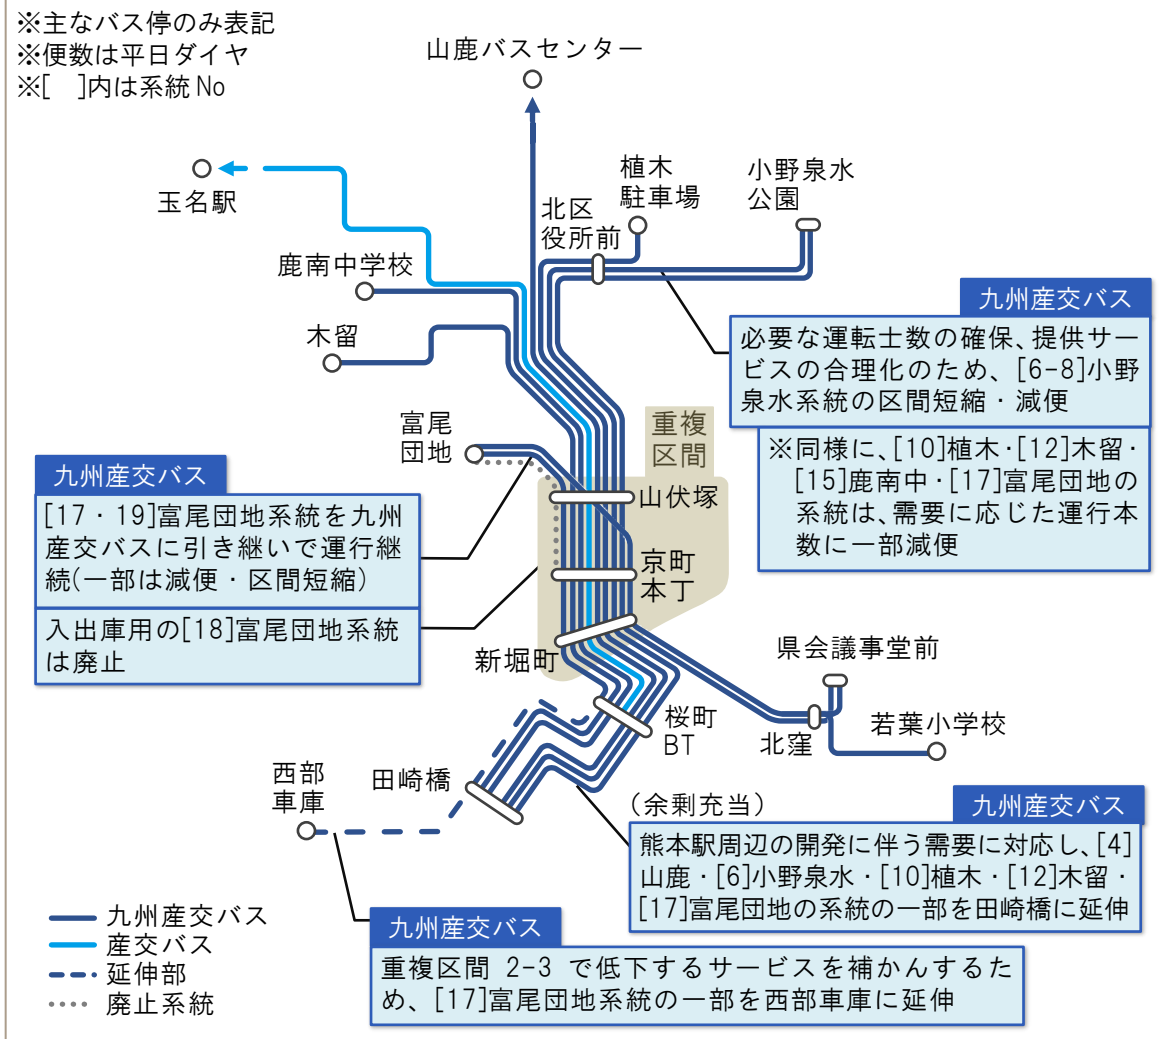 ※主なバス停のみ表記
※便数は平日ダイヤ
※[　]内は系統No
山鹿バスセンター
玉名駅
植木
駐車場
小野泉水
公園
北区
役所前
鹿南中学校
木留
九州産交バス
必要な運転士数の確保、提供サー
ビスの合理化のため、[6-8]小野
泉水系統の区間短縮・減便
※同様に、[10]植木・[12]木留・
[15]鹿南中・[17]富尾団地の
系統は、需要に応じた運行本
数に一部減便
富尾
団地
重複
区間
山伏塚
九州産交バス
[17・19]富尾団地系統を九州
産交バスに引き継いで運行継
続(一部は減便・区間短縮)
入出庫用の[18]富尾団地系統
は廃止
京町
本丁
新堀町
県会議事堂前
桜町
BT
北窪
若葉小学校
西部
車庫
田崎橋
(余剰充当)
九州産交バス
熊本駅周辺の開発に伴う需要に対応し、[4]
山鹿・[6]小野泉水・[10]植木・[12]木留・
[17]富尾団地の系統の一部を田崎橋に延伸
九州産交バス
産交バス
延伸部
廃止系統
九州産交バス
重複区間 2-3 で低下するサービスを補かんするた
め、[17]富尾団地系統の一部を西部車庫に延伸